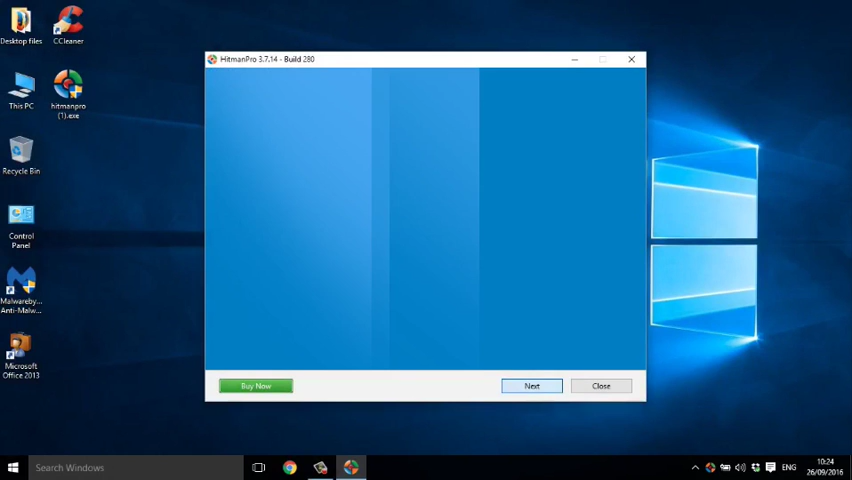 Desktop files
CCleaner
This PC
hitmanpro
(1).exe
Recycle Bin
Control
Panel
Malwareby...
Anti-Malw...
Microsoft
Office 2013
HitmanPro 3.7.14 - Build 280
Buy Now
Next
Close
Search Windows
ENG
10:24
26/09/2016